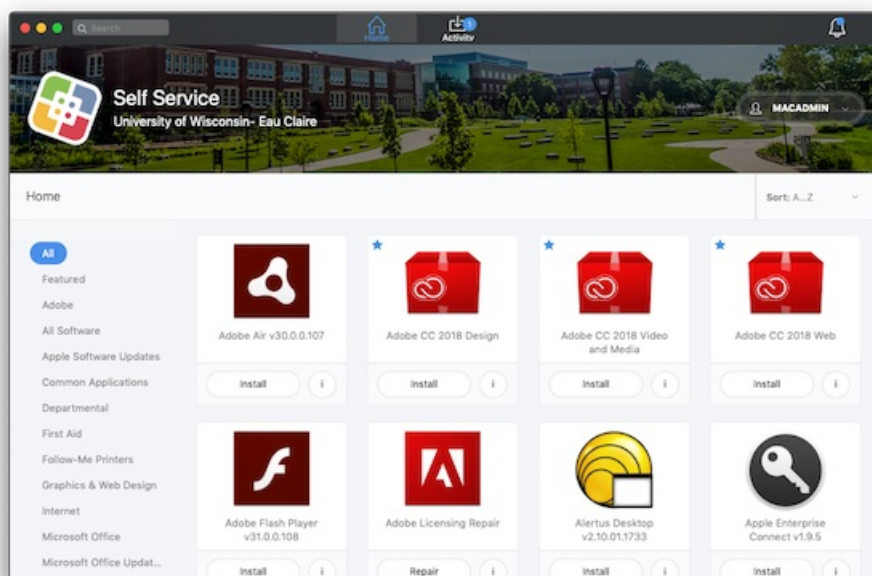 Search
Home
1
Activity
Self Service
University of Wisconsin- Eau Claire
MACADMIN
Home
Sort: A...Z
All
Featured
Adobe
All Software
Apple Software Updates
Common Applications
Departmental
First Aid
Follow-Me Printers
Graphics & Web Design
Internet
Microsoft Office
Microsoft Office Updat...
Adobe Air v30.0.0.107
Install
i
Adobe CC 2018 Design
Install
i
Adobe CC 2018 Video
and Media
Install
i
Adobe CC 2018 Web
Install
i
Adobe Flash Player
v31.0.0.108
Install
i
Adobe Licensing Repair
Repair
i
Alertus Desktop
v2.10.01.1733
Install
i
Apple Enterprise
Connect v1.9.5
Install
i